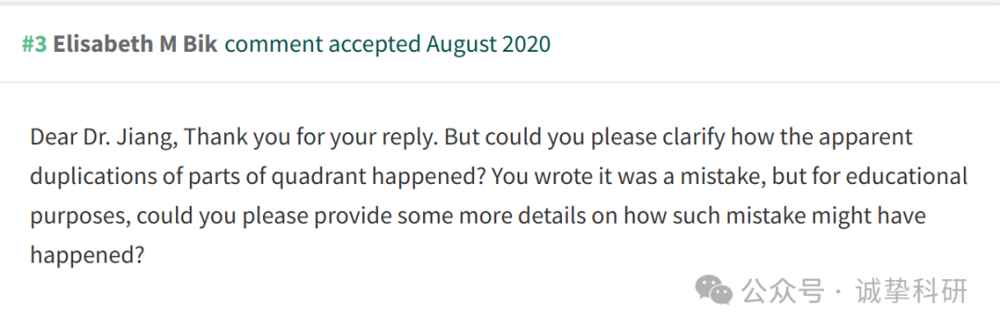 #3 Elisabeth M Bik comment accepted August 2020
Dear Dr. Jiang, Thank you for your reply. But could you please clarify how the apparent
duplications of parts of quadrant happened? You wrote it was a mistake, but for educational
purposes, could you please provide some more details on how such mistake might have
happened?
公众号 · 诚挚科研